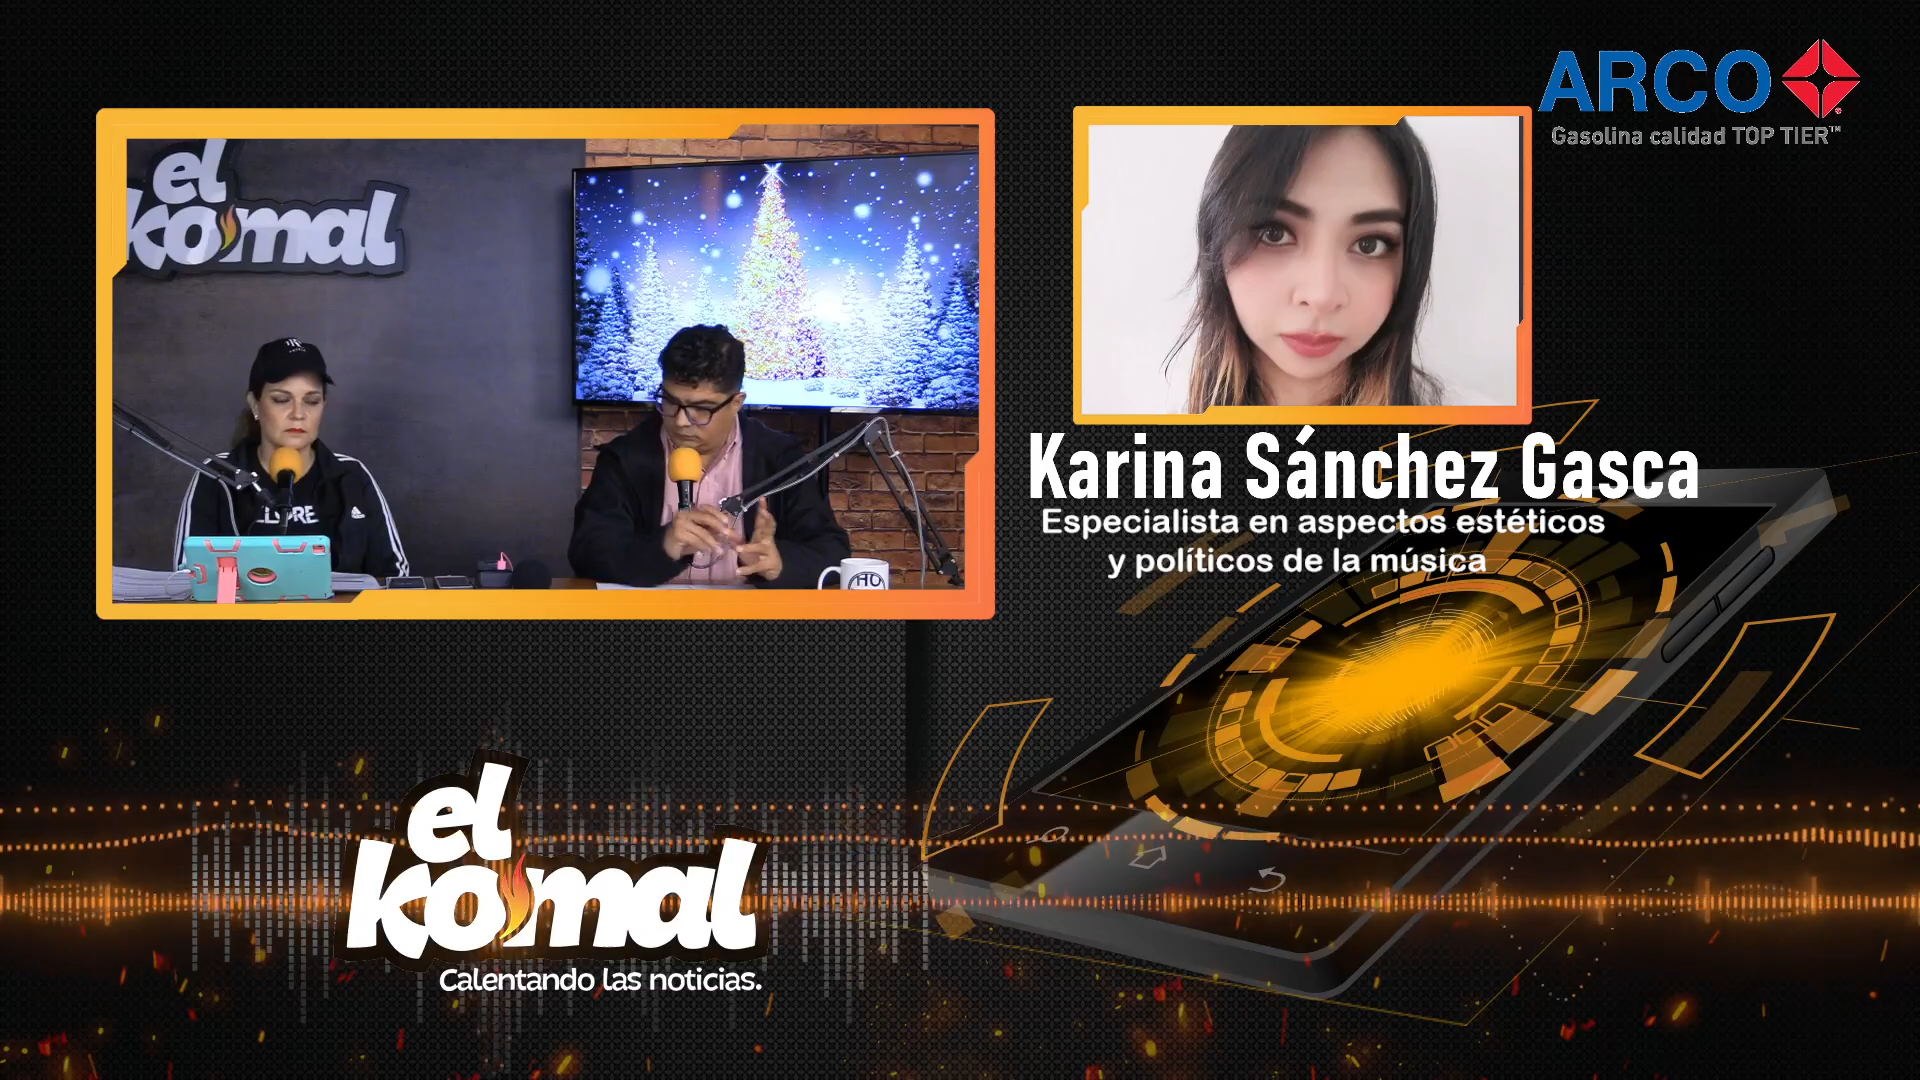 ARCO
Gasolina calidad TOP TIER™
el
komal
HO
Karina Sánchez Gasca
Especialista en aspectos estéticos
y políticos de la música
el
komal
Calentando las noticias.